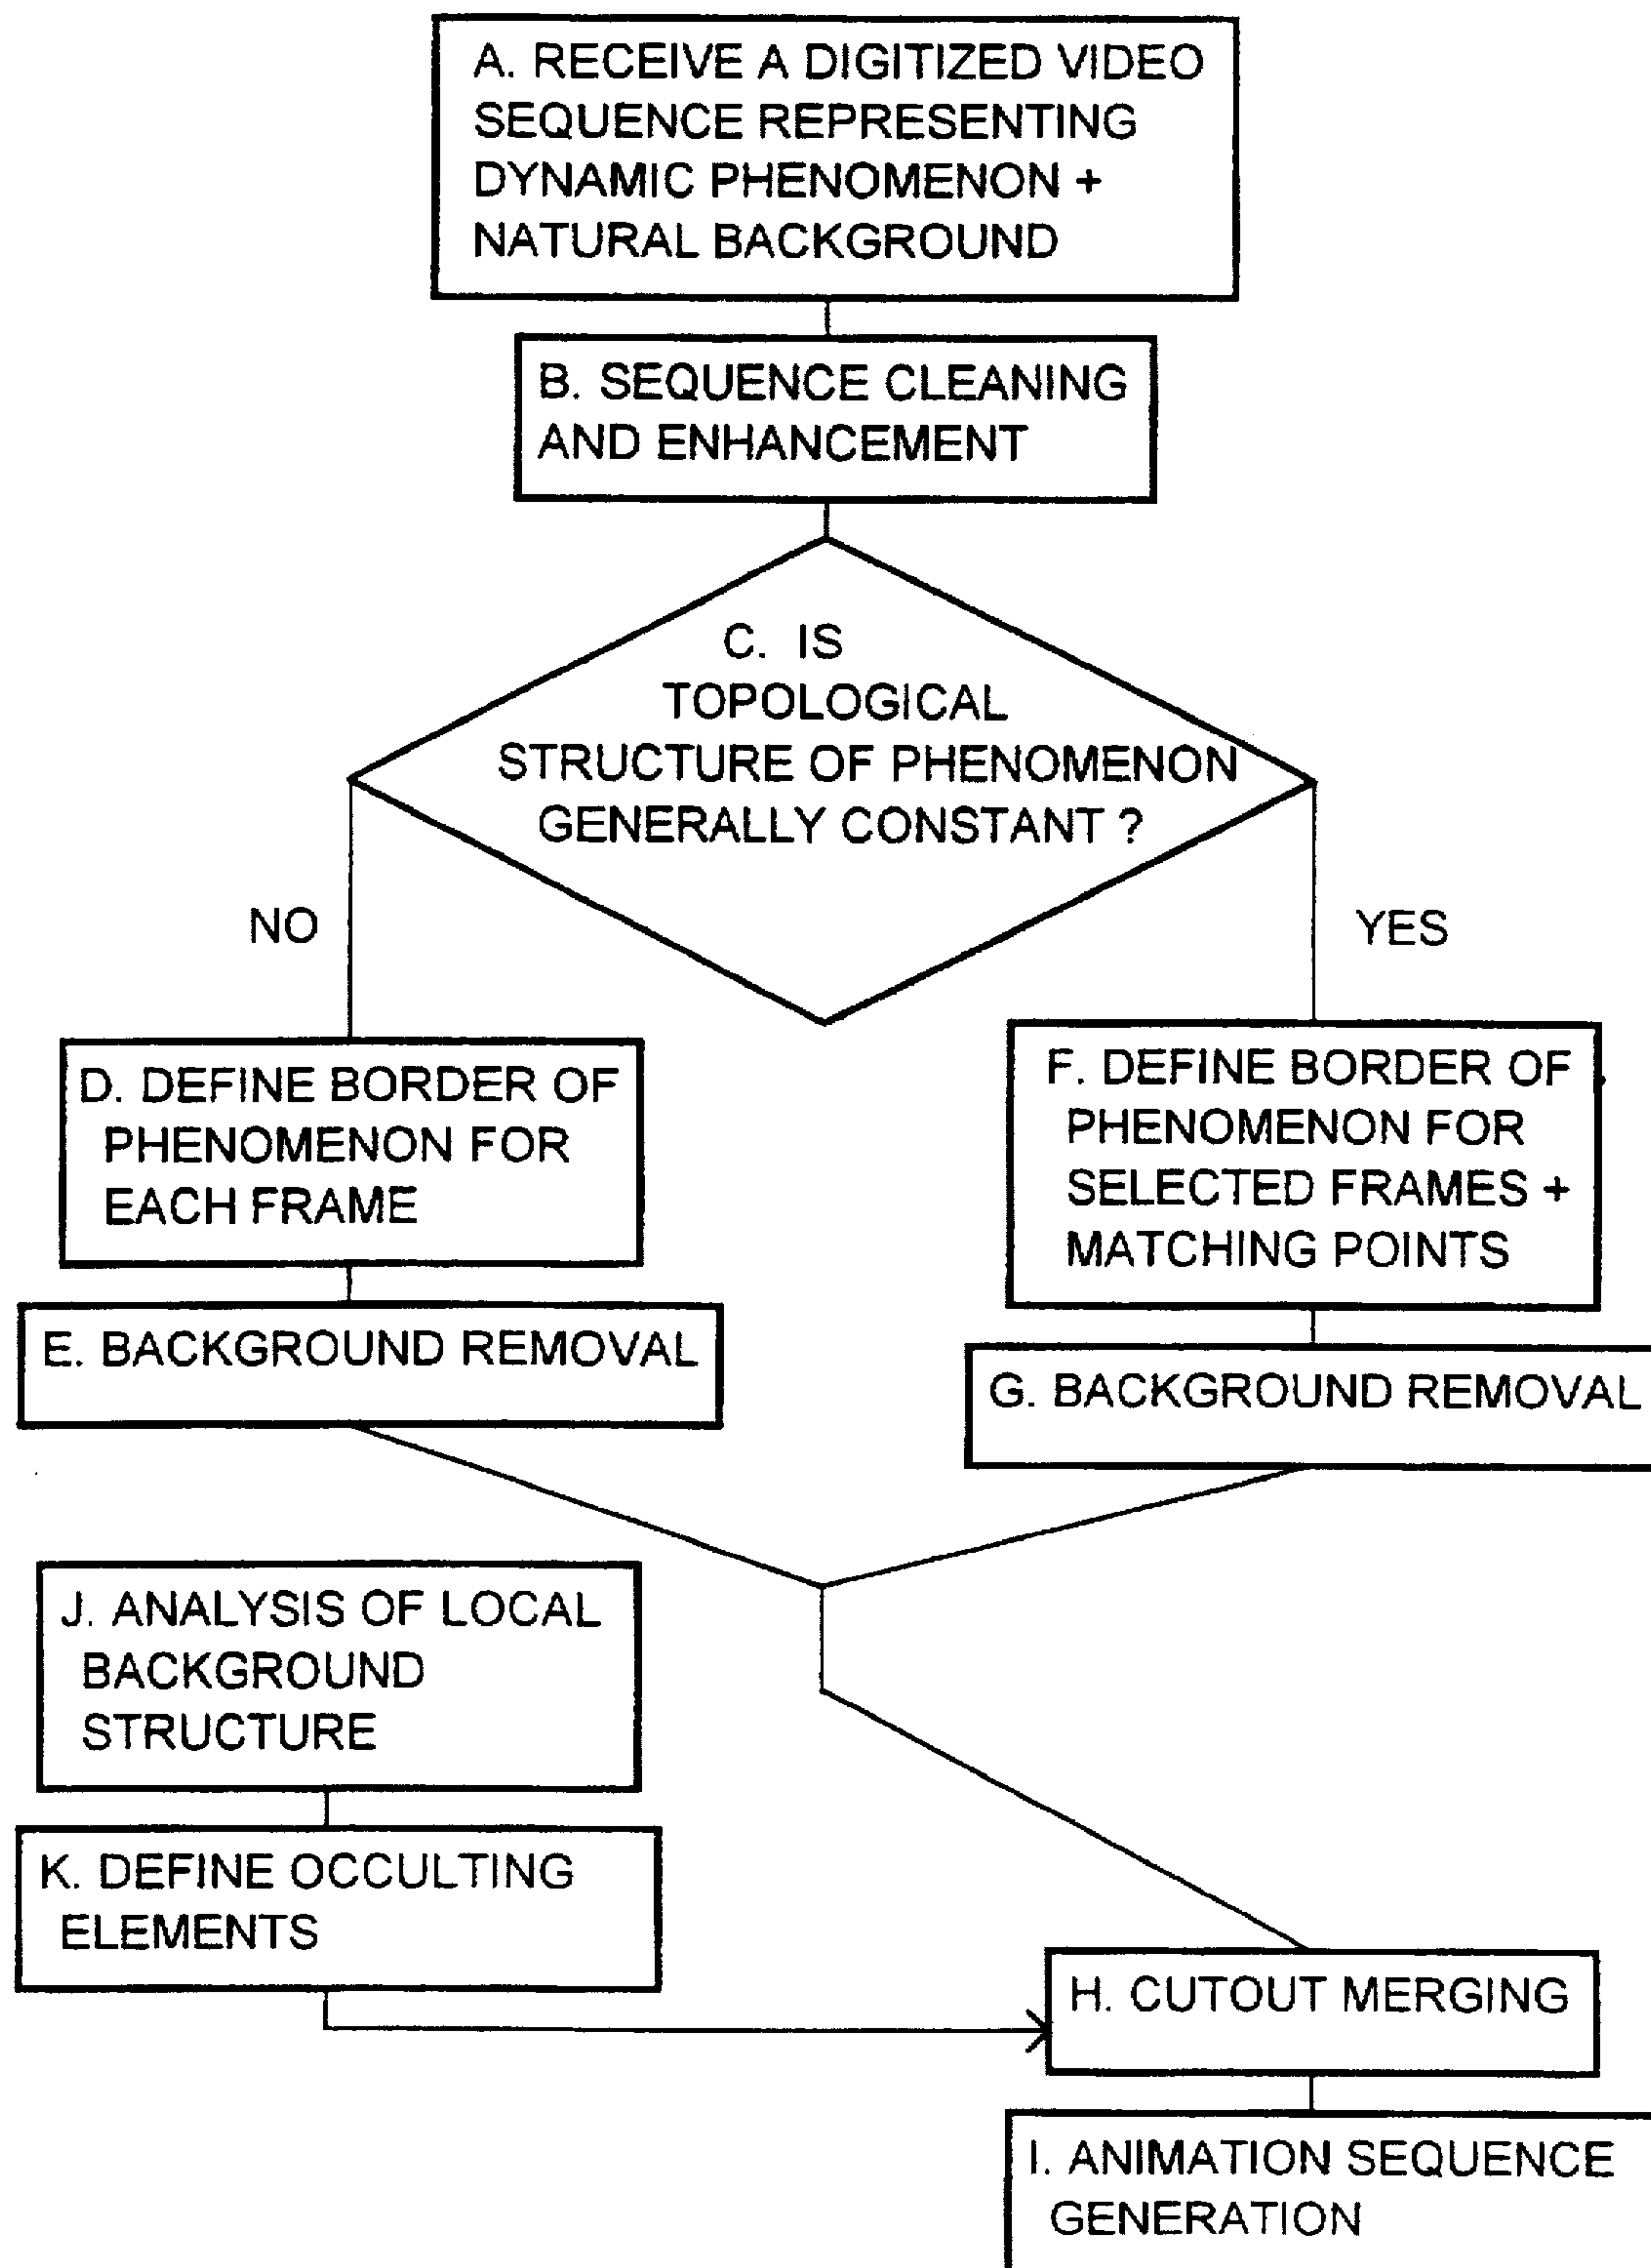 A. RECEIVE A DIGITIZED VIDEO
SEQUENCE REPRESENTING
DYNAMIC PHENOMENON +
NATURAL BACKGROUND
B. SEQUENCE CLEANING
AND ENHANCEMENT
C. IS
TOPOLOGICAL
STRUCTURE OF PHENOMENON
GENERALLY CONSTANT ?
NO
YES
D. DEFINE BORDER OF
PHENOMENON FOR
EACH FRAME
F. DEFINE BORDER OF
PHENOMENON FOR
SELECTED FRAMES +
MATCHING POINTS
E. BACKGROUND REMOVAL
G. BACKGROUND REMOVAL
J. ANALYSIS OF LOCAL
BACKGROUND
STRUCTURE
K. DEFINE OCCULTING
ELEMENTS
H. CUTOUT MERGING
I. ANIMATION SEQUENCE
GENERATION